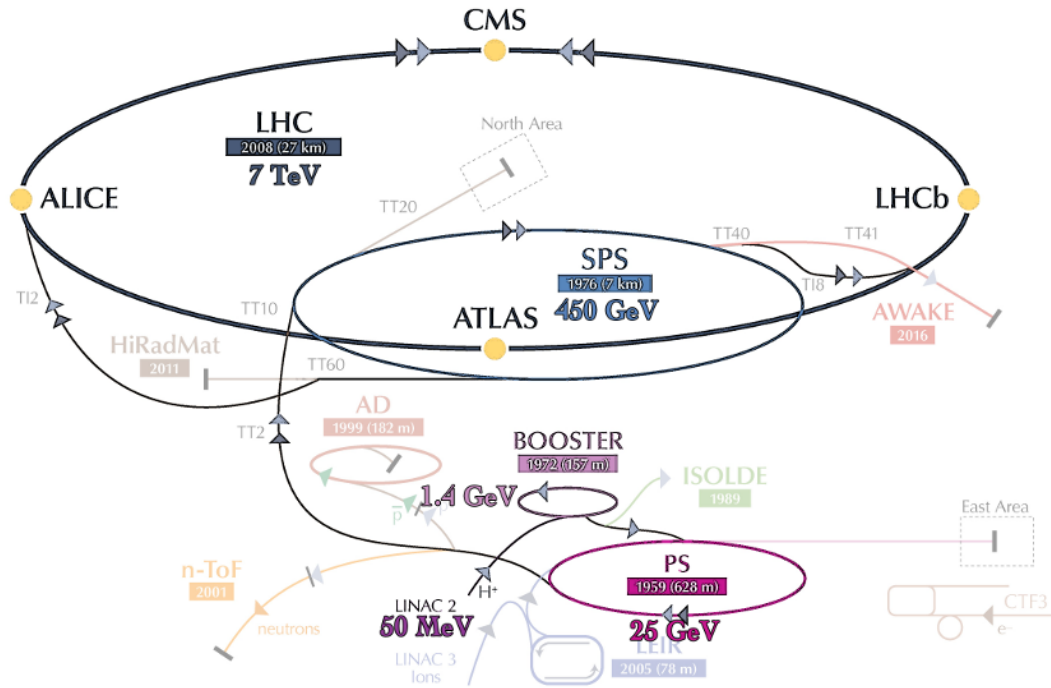 CMS
LHC
2008 (27 km)
7 TeV
North Area
ALICE
TT20
LHCb
TT40
TT41
SPS
1976 (7 km)
450 GeV
TI8
TI2
TT10
ATLAS
AWAKE
2016
HiRadMat
2011
TT60
AD
1999 (182 m)
TT2
BOOSTER
1972 (157 m)
1.4 GeV
ISOLDE
1989
p
p
East Area
n-ToF
2001
PS
1959 (628 m)
H+
LINAC 2
50 MeV
neutrons
25 GeV
CTF3
e–
LEIR
2005 (78 m)
LINAC 3
Ions